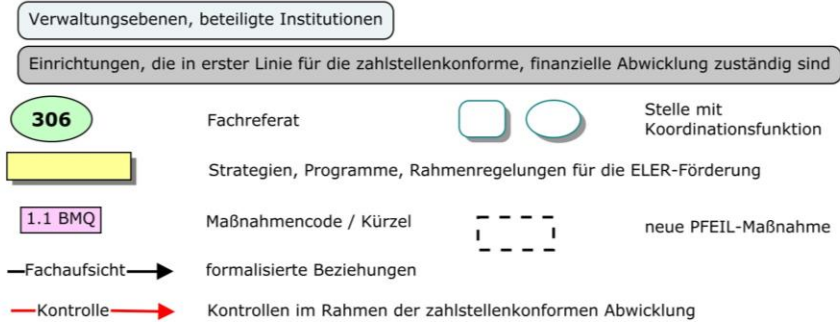 Verwaltungsebenen, beteiligte Institutionen
Einrichtungen, die in erster Linie für die zahlstellenkonforme, finanzielle Abwicklung zuständig sind
306 Fachreferat
Stelle mit
Koordinationsfunktion
Strategien, Programme, Rahmenregelungen für die ELER-Förderung
1.1 BMQ Maßnahmencode / Kürzel
neue PFEIL-Maßnahme
Fachaufsicht formalisierte Beziehungen
Kontrolle Kontrollen im Rahmen der zahlstellenkonformen Abwicklung